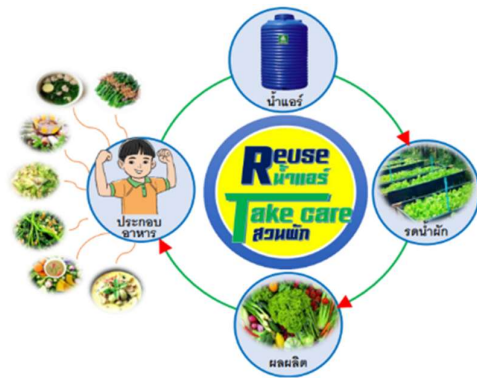 น้ำแอร์
Reuse
น้ำแอร์
Take care
สวนผัก
รดน้ำผัก
ผลผลิต
ประกอบ
อาหาร